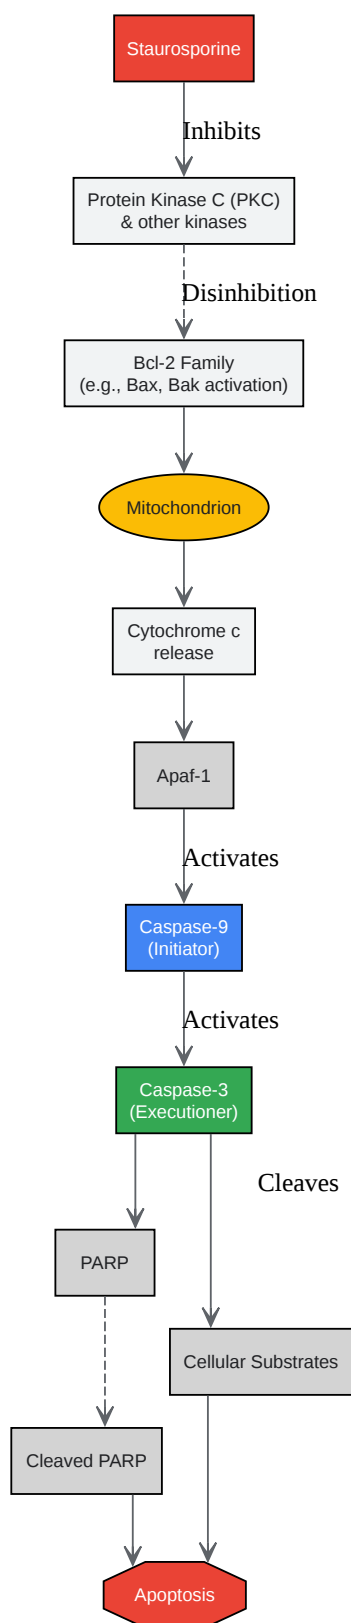 Staurosporine
Inhibits
Protein Kinase C (PKC)
& other kinases
Disinhibition
Bcl-2 Family
(e.g., Bax, Bak activation)
Mitochondrion
Cytochrome c
release
Apaf-1
Activates
Caspase-9
(Initiator)
Activates
Caspase-3
(Executioner)
Cleaves
PARP
Cellular Substrates
Cleaved PARP
Apoptosis